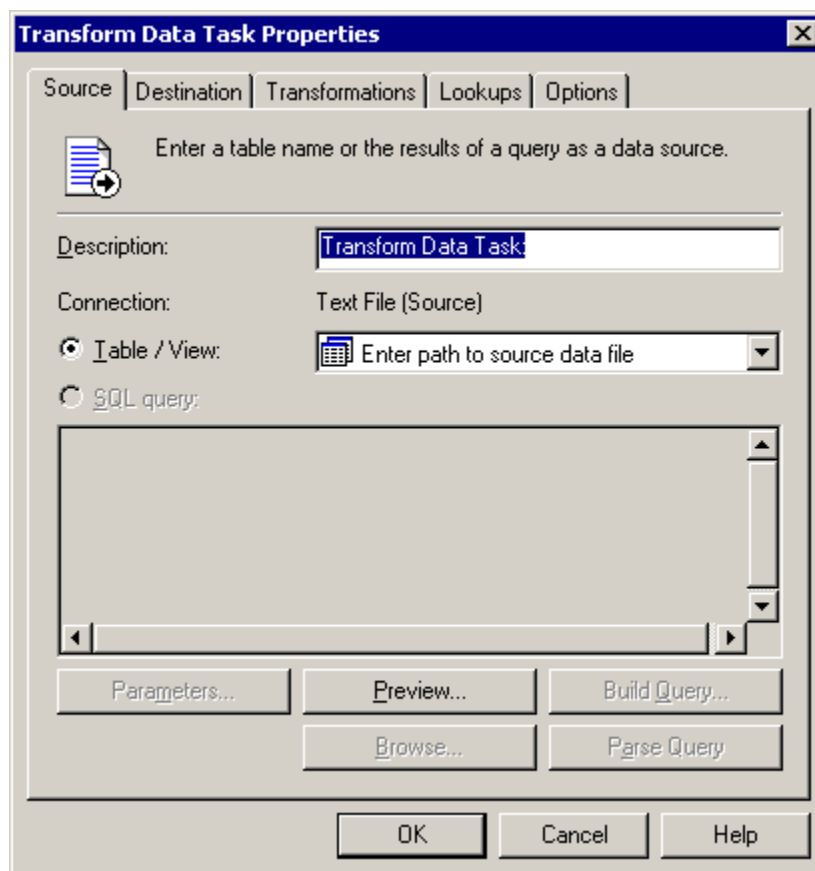 Transform Data Task Properties
Source Destination Transformations Lookups Options
Enter a table name or the results of a query as a data source.
Description: Transform Data Task:
Connection: Text File (Source)
Table / View: Enter path to source data file
SQL query:
Parameters... Preview... Build Query...
Browse... Parse Query
OK Cancel Help